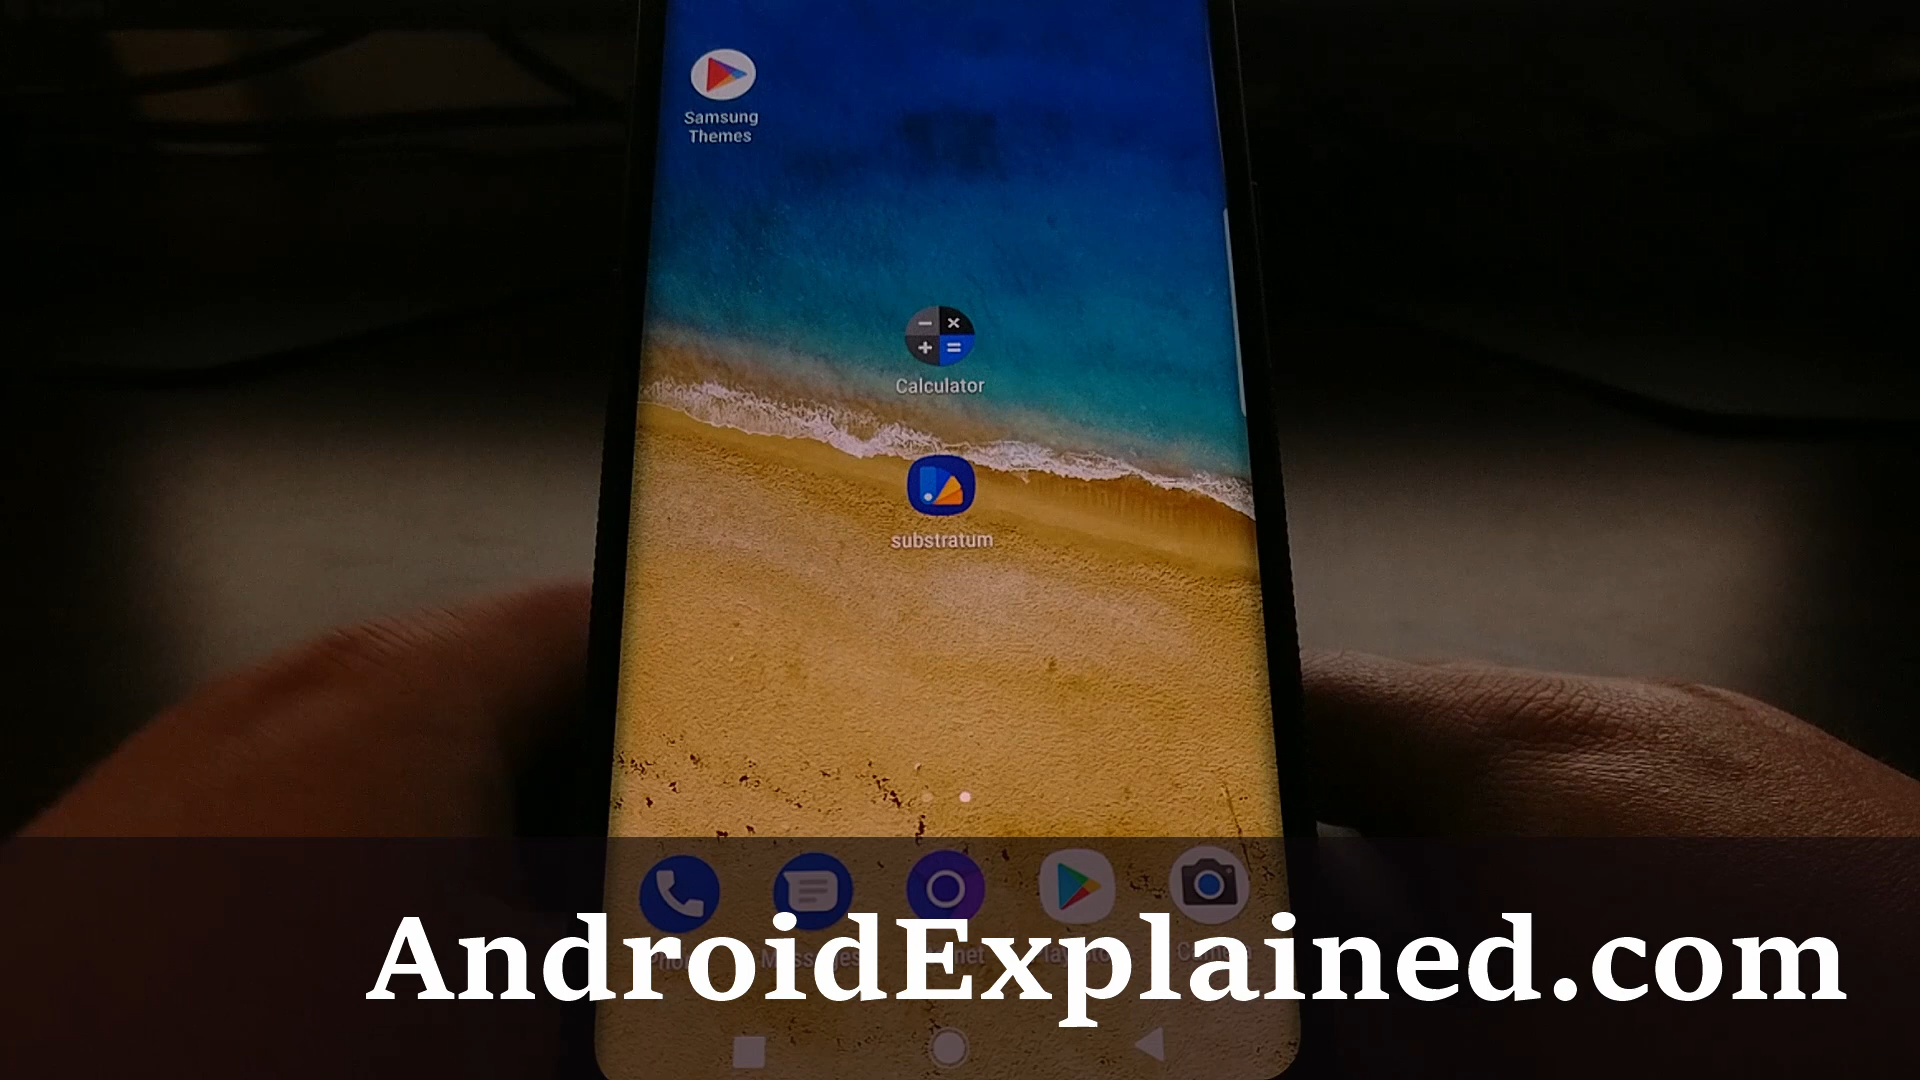 Samsung
Themes
Calculator
substratum
AndroidExplained.com